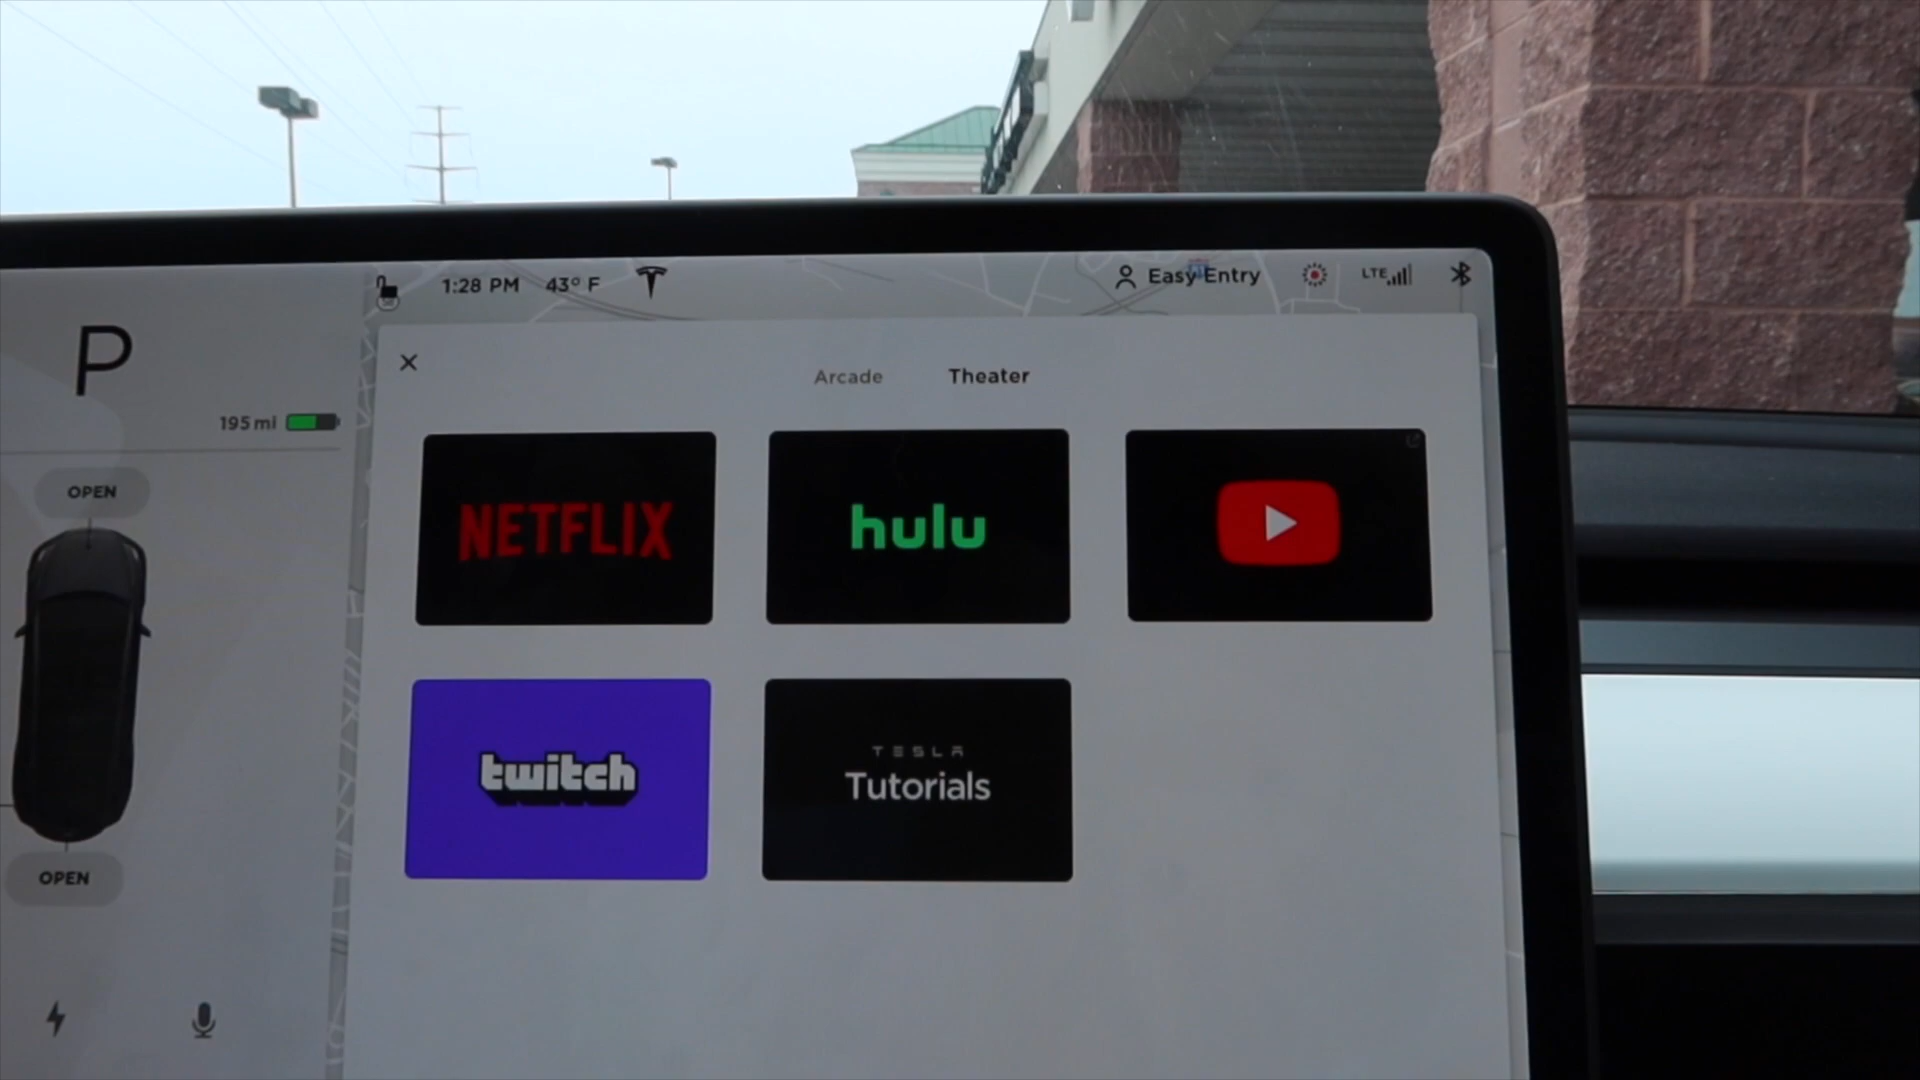 1:28 PM 43° F Easy Entry LTE
P
195 mi
Arcade Theater
OPEN
NETFLIX
hulu
twitch
TESLA
Tutorials
OPEN